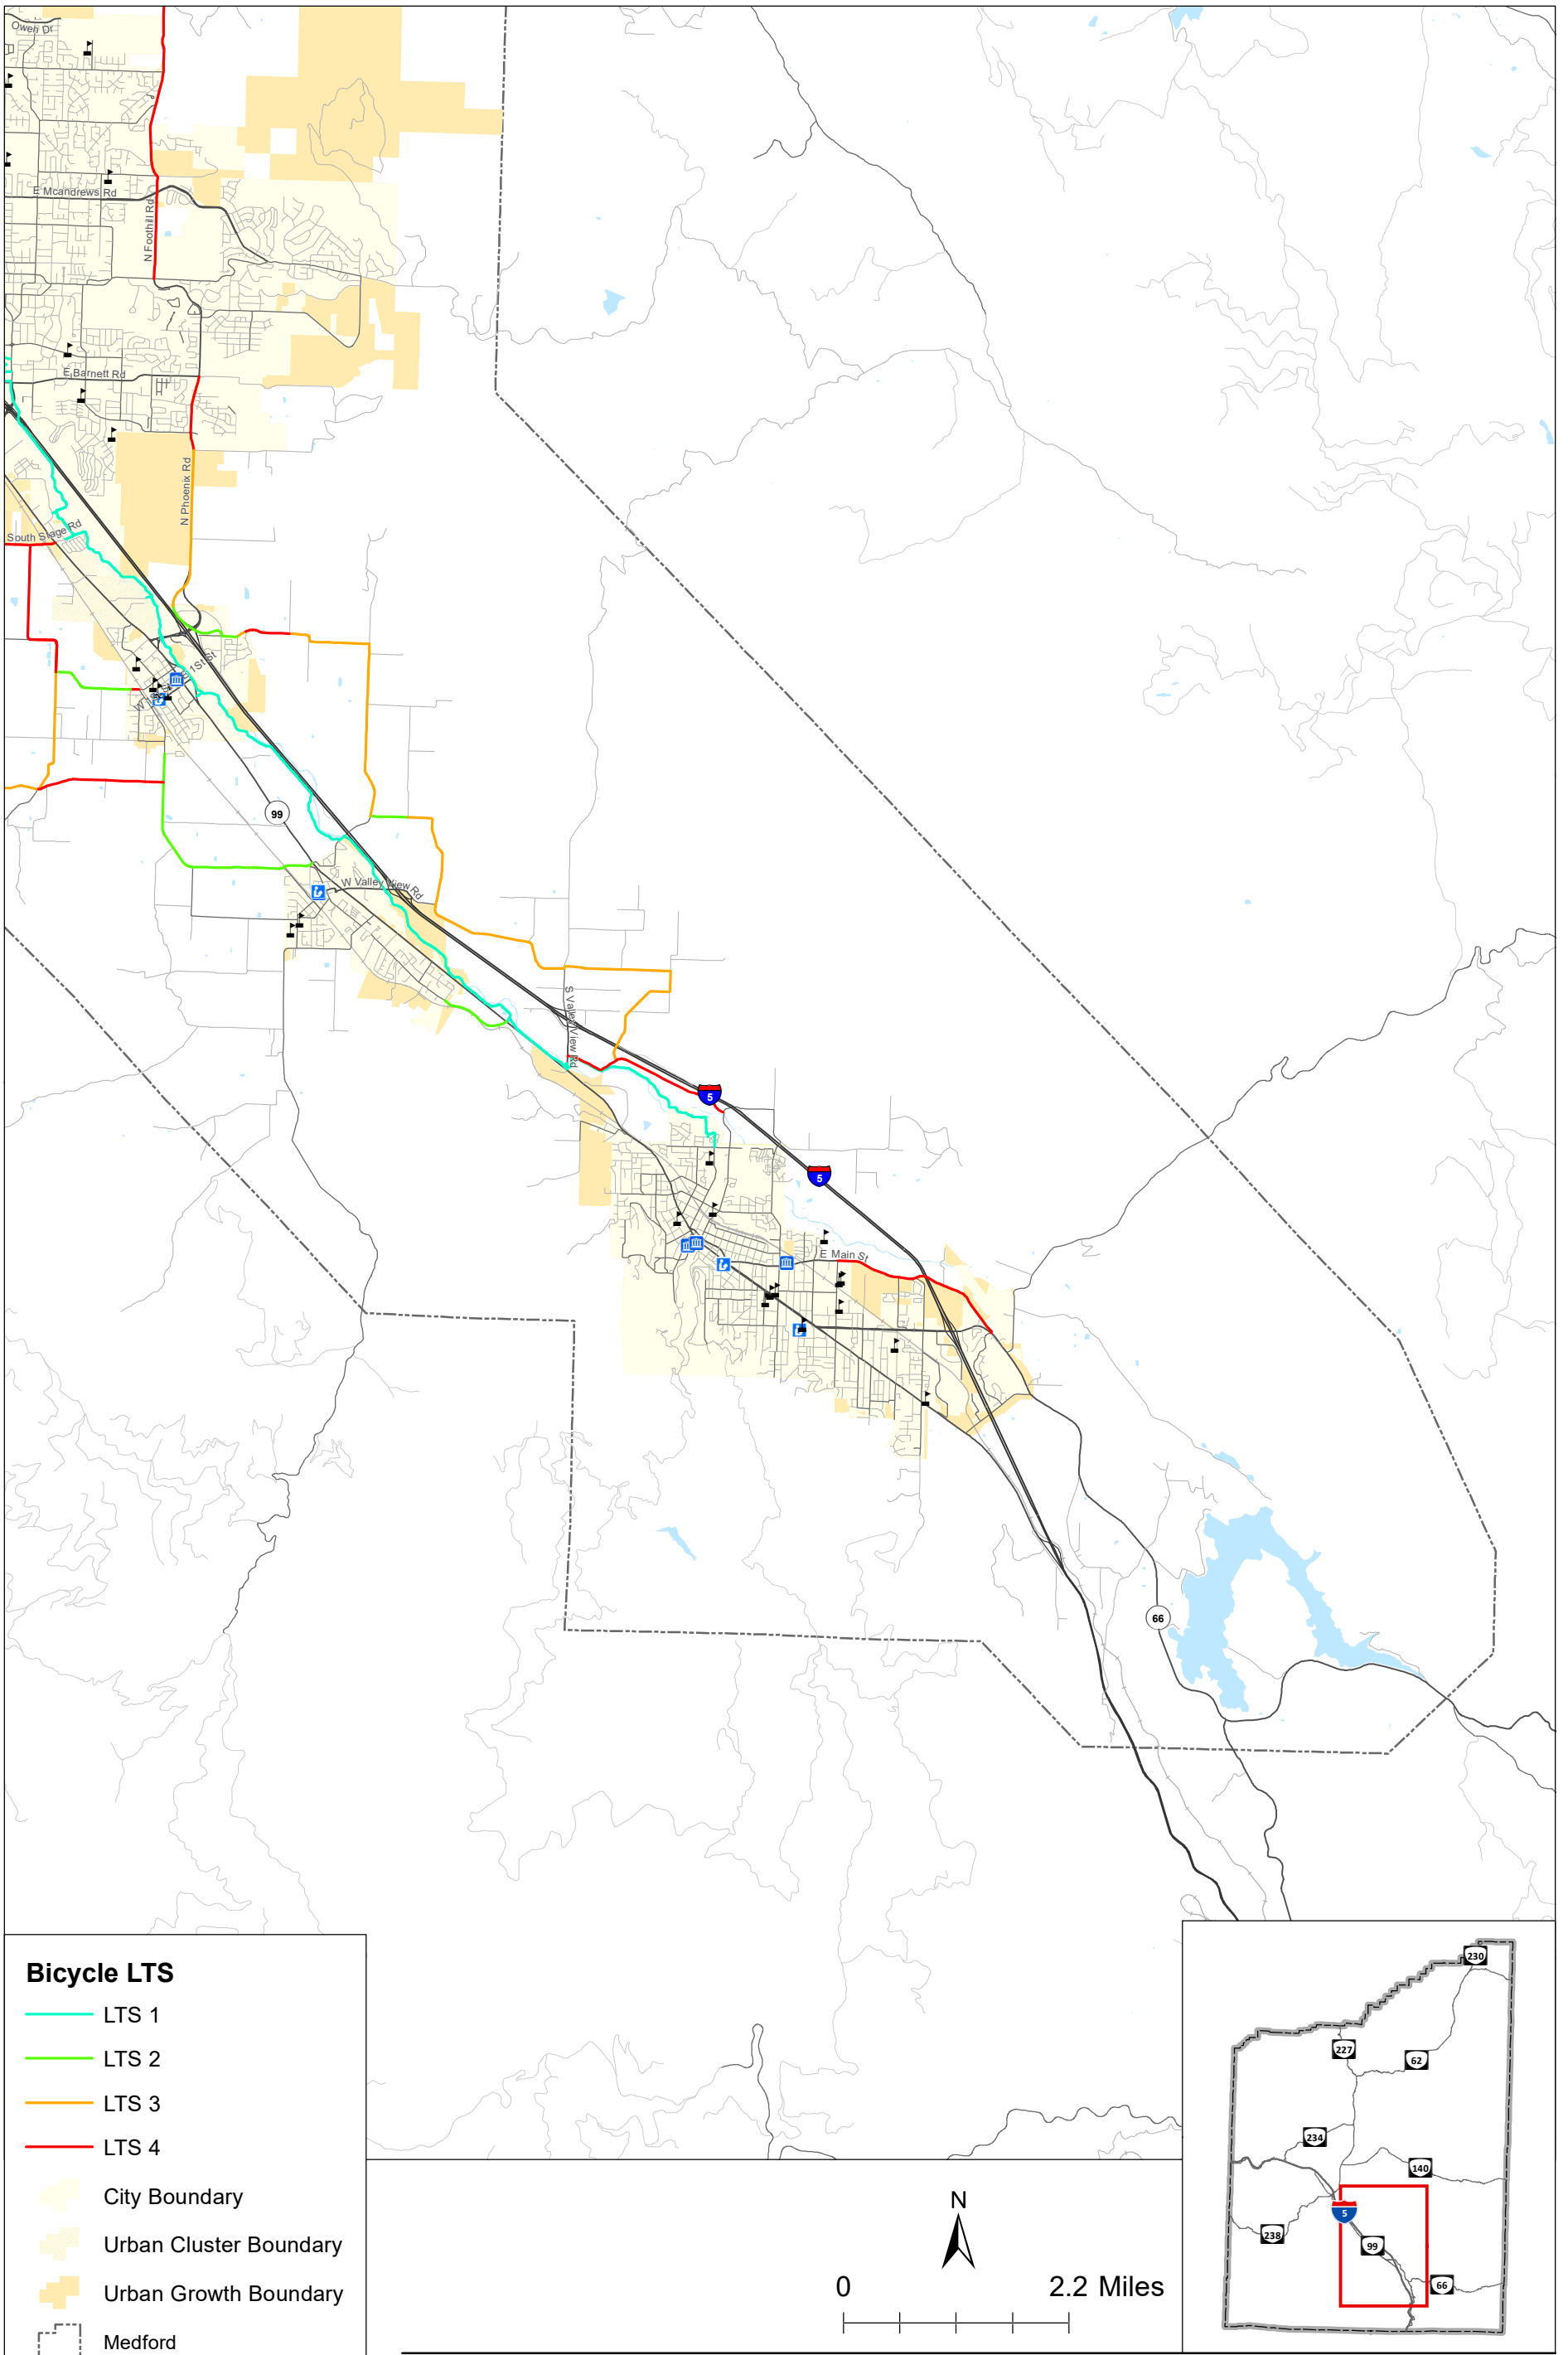 Owen Dr
E Mcandrews Rd
N Foothill Rd
E Barnett Rd
N Phoenix Rd
South Stage Rd
1St St
W
99
W Valley View Rd
S Valley View Rd
5
5
E Main St
66
Bicycle LTS
LTS 1
LTS 2
LTS 3
LTS 4
City Boundary
Urban Cluster Boundary
Urban Growth Boundary
Medford
N
0 2.2 Miles
230
227
62
234
140
5
238
99
66